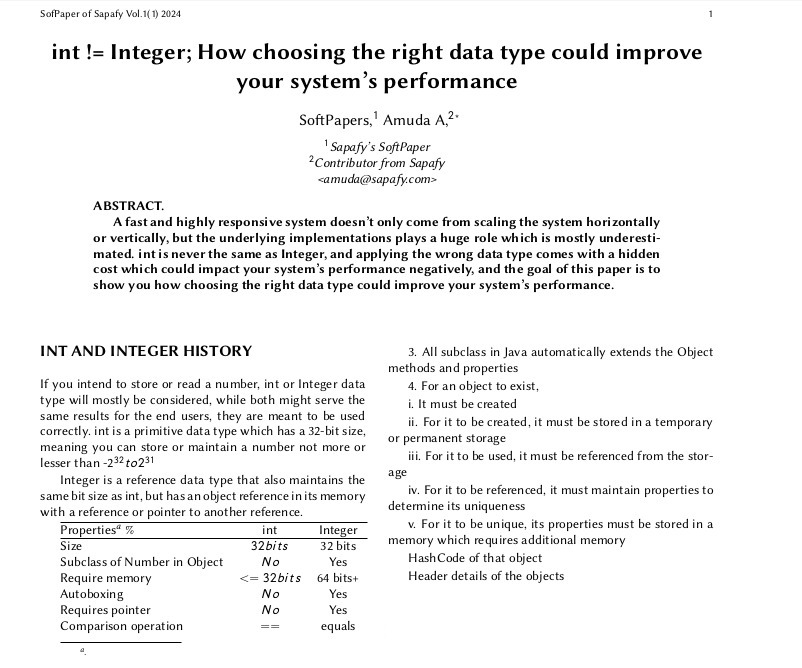 SofPaper of Sapafy Vol.1(1) 2024
1
int != Integer; How choosing the right data type could improve
your system's performance
SoftPapers,1 Amuda A,2*
1 Sapafy's SoftPaper
2Contributor from Sapafy
<amuda@sapafy.com>
ABSTRACT.
A fast and highly responsive system doesn't only come from scaling the system horizontally
or vertically, but the underlying implementations plays a huge role which is mostly underesti-
mated. int is never the same as Integer, and applying the wrong data type comes with a hidden
cost which could impact your system's performance negatively, and the goal of this paper is to
show you how choosing the right data type could improve your system's performance.
INT AND INTEGER HISTORY
If you intend to store or read a number, int or Integer data
type will mostly be considered, while both might serve the
same results for the end users, they are meant to be used
correctly. int is a primitive data type which has a 32-bit size,
meaning you can store or maintain a number not more or
lesser than -2^32 to2^31
Integer is a reference data type that also maintains the
same bit size as int, but has an object reference in its memory
with a reference or pointer to another reference.
Properties^a % int Integer
Size 32bits 32 bits
Subclass of Number in Object No Yes
Require memory <= 32bits 64 bits+
Autoboxing No Yes
Requires pointer No Yes
Comparison operation == equals
a.
3. All subclass in Java automatically extends the Object
methods and properties
4. For an object to exist,
i. It must be created
ii. For it to be created, it must be stored in a temporary
or permanent storage
iii. For it to be used, it must be referenced from the stor-
age
iv. For it to be referenced, it must maintain properties to
determine its uniqueness
v. For it to be unique, its properties must be stored in a
memory which requires additional memory
HashCode of that object
Header details of the objects